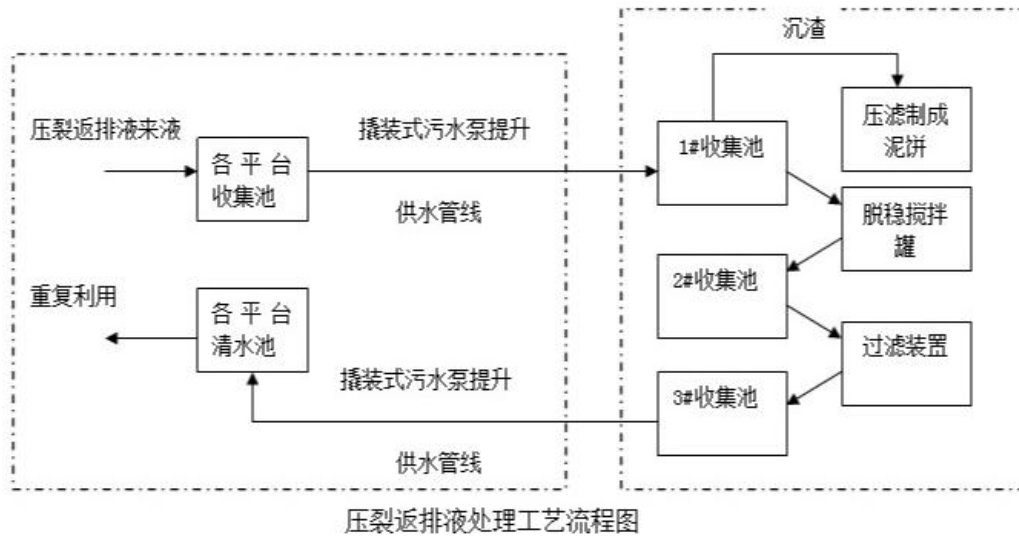 沉渣
压裂返排液来液
撬装式污水泵提升
各平台
收集池
1#收集池
压滤制成
泥饼
供水管线
脱稳搅拌
罐
2#收集池
重复利用
各平台
清水池
过滤装置
撬装式污水泵提升
3#收集池
供水管线
压裂返排液处理工艺流程图